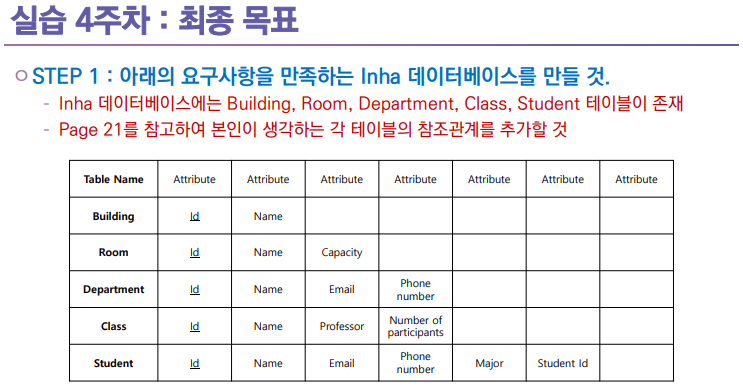 실습 4주차 : 최종 목표
STEP 1 : 아래의 요구사항을 만족하는 Inha 데이터베이스를 만들 것.
- Inha 데이터베이스에는 Building, Room, Department, Class, Student 테이블이 존재
- Page 21를 참고하여 본인이 생각하는 각 테이블의 참조관계를 추가할 것
Table Name Attribute Attribute Attribute Attribute Attribute Attribute Attribute
Building Id Name
Room Id Name Capacity
Department Id Name Email Phone number
Class Id Name Professor Number of participants
Student Id Name Email Phone number Major Student Id